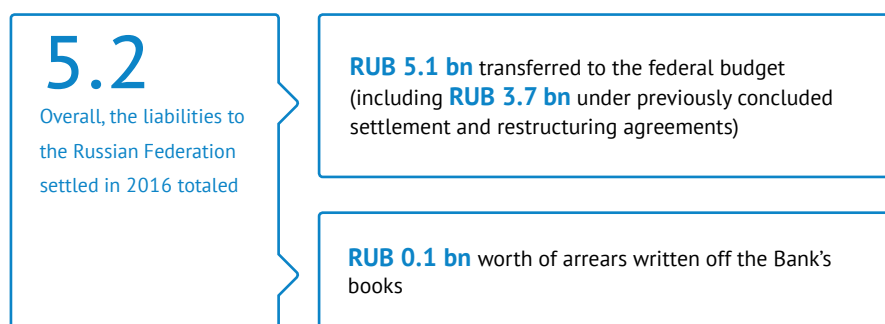 5.2
Overall, the liabilities to
the Russian Federation
settled in 2016 totaled
RUB 5.1 bn transferred to the federal budget
(including RUB 3.7 bn under previously concluded
settlement and restructuring agreements)
RUB 0.1 bn worth of arrears written off the Bank’s
books